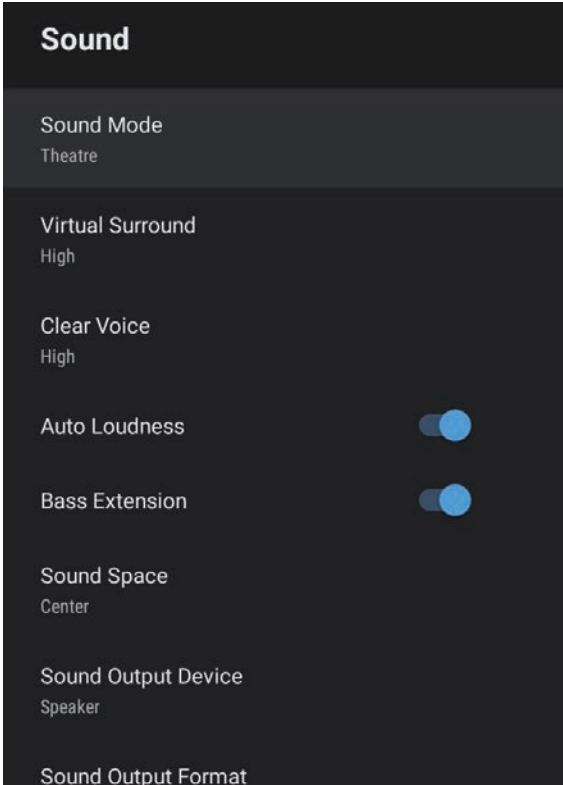 Sound
Sound Mode
Theatre
Virtual Surround
High
Clear Voice
High
Auto Loudness
Bass Extension
Sound Space
Center
Sound Output Device
Speaker
Sound Output Format